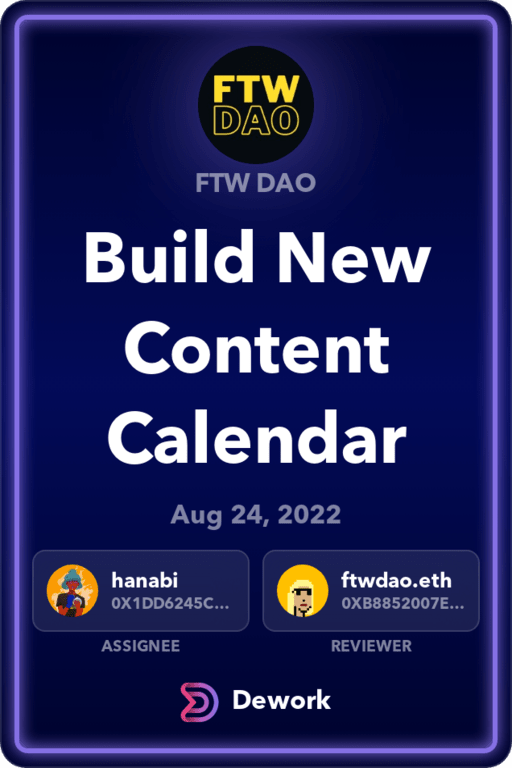 FTW
DAO
FTW DAO
Build New
Content
Calendar
Aug 24, 2022
hanabi
0X1DD6245C...
ASSIGNEE
ftwdao.eth
0XB8852007E...
REVIEWER
Dework